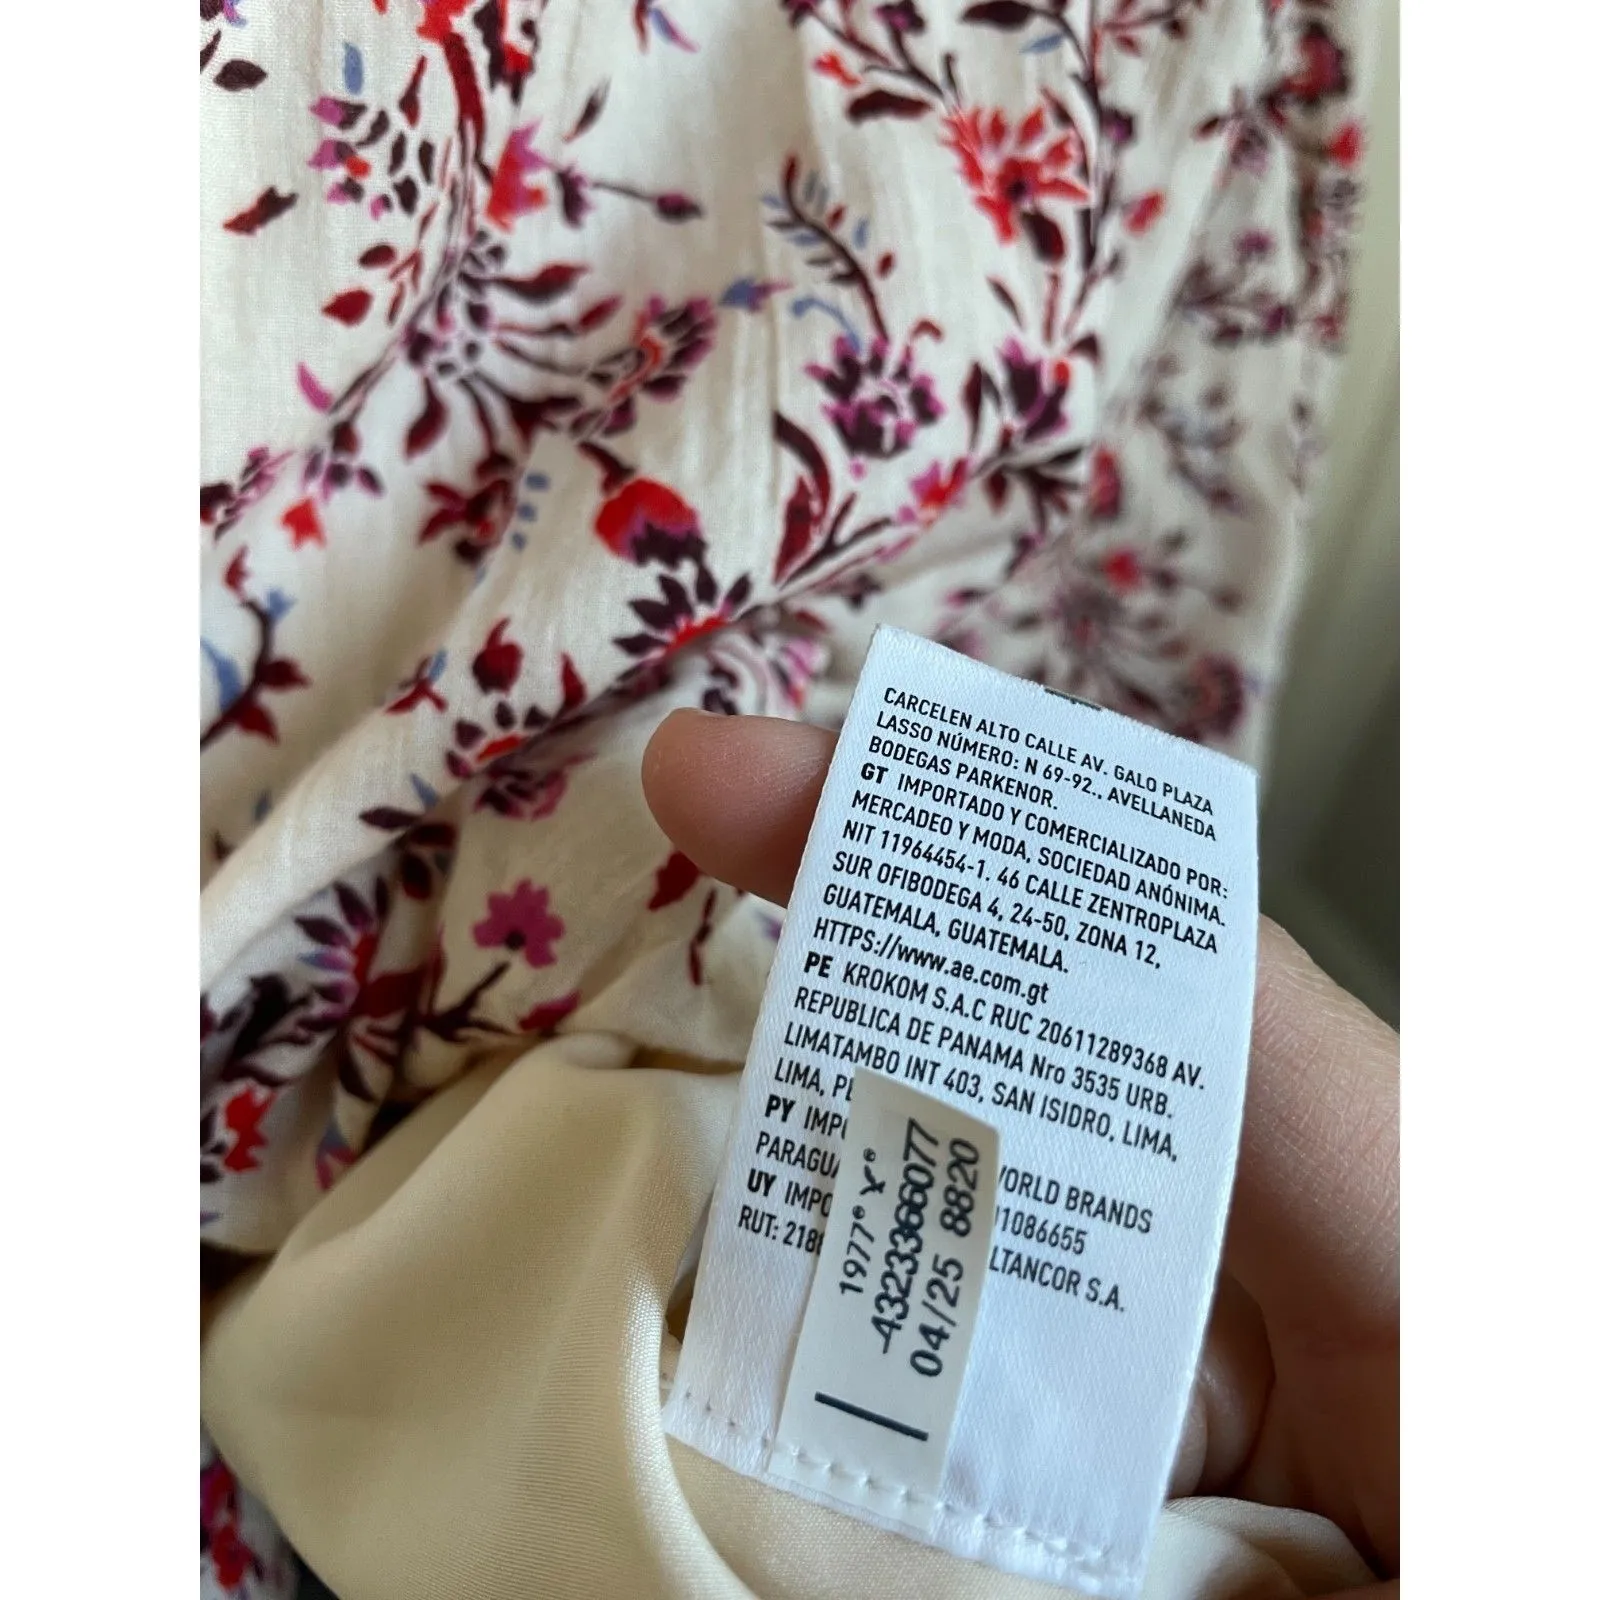 CARCELEN ALTO CALLE AV. GALO PLAZA
LASSO NÚMERO: N 69-92., AVELLANEDA
BODEGAS PARKENOR.
GT IMPORTADO Y COMERCIALIZADO POR:
MERCADEO Y MODA, SOCIEDAD ANÓNIMA.
NIT 11964454-1. 46 CALLE ZENTROPLAZA
SUR OFIBODEGA 4, 24-50, ZONA 12,
GUATEMALA, GUATEMALA.
HTTPS://www.ae.com.gt
PE KROKOM S.A.C RUC 20611289368 AV.
REPUBLICA DE PANAMA Nro 3535 URB.
LIMATAMBO INT 403, SAN ISIDRO, LIMA,
LIMA,
PY ORLD BRANDS
PARAGUA 1086655
UY LTANCOR S.A.
RUT: 218
1977®
4323366077
04/25 8820